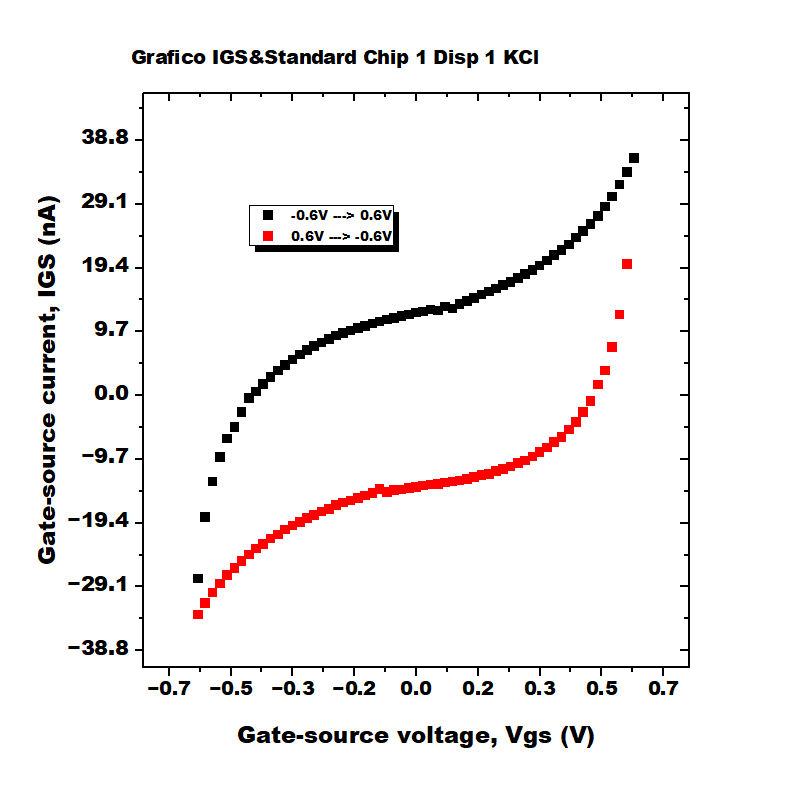 Grafico IGS&Standard Chip 1 Disp 1 KCl
38.8
29.1
19.4
9.7
0.0
−9.7
−19.4
−29.1
−38.8
-0.6V ---> 0.6V
0.6V ---> -0.6V
Gate-source current, IGS (nA)
−0.7 −0.5 −0.3 −0.2 0.0 0.2 0.3 0.5 0.7
Gate-source voltage, Vgs (V)